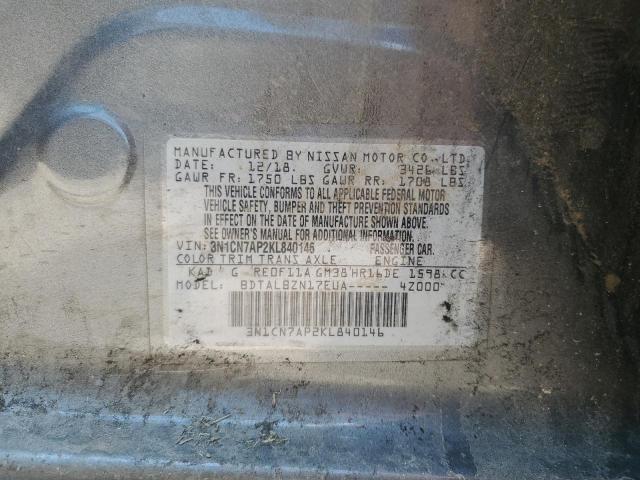 MANUFACTURED BY NISSAN MOTOR CO., LTD.
DATE: 12/18 GVWR: 3426 LBS
GAWR FR: 1750 LBS GAWR RR: 1708 LBS
THIS VEHICLE CONFORMS TO ALL APPLICABLE FEDERAL MOTOR
VEHICLE SAFETY, BUMPER AND THEFT PREVENTION STANDARDS
IN EFFECT ON THE DATE OF MANUFACTURE SHOWN ABOVE.
SEE OWNER'S MANUAL FOR ADDITIONAL INFORMATION
VIN: 3N1CN7AP2KL840146 PASSENGER CAR.
COLOR TRIM TRANS AXLE ENGINE
KAD G RE0F11A GM38 HR16DE 1598 CC
MODEL: BDTALBZN17EUA----- 4Z000
3N1CN7AP2KL840146